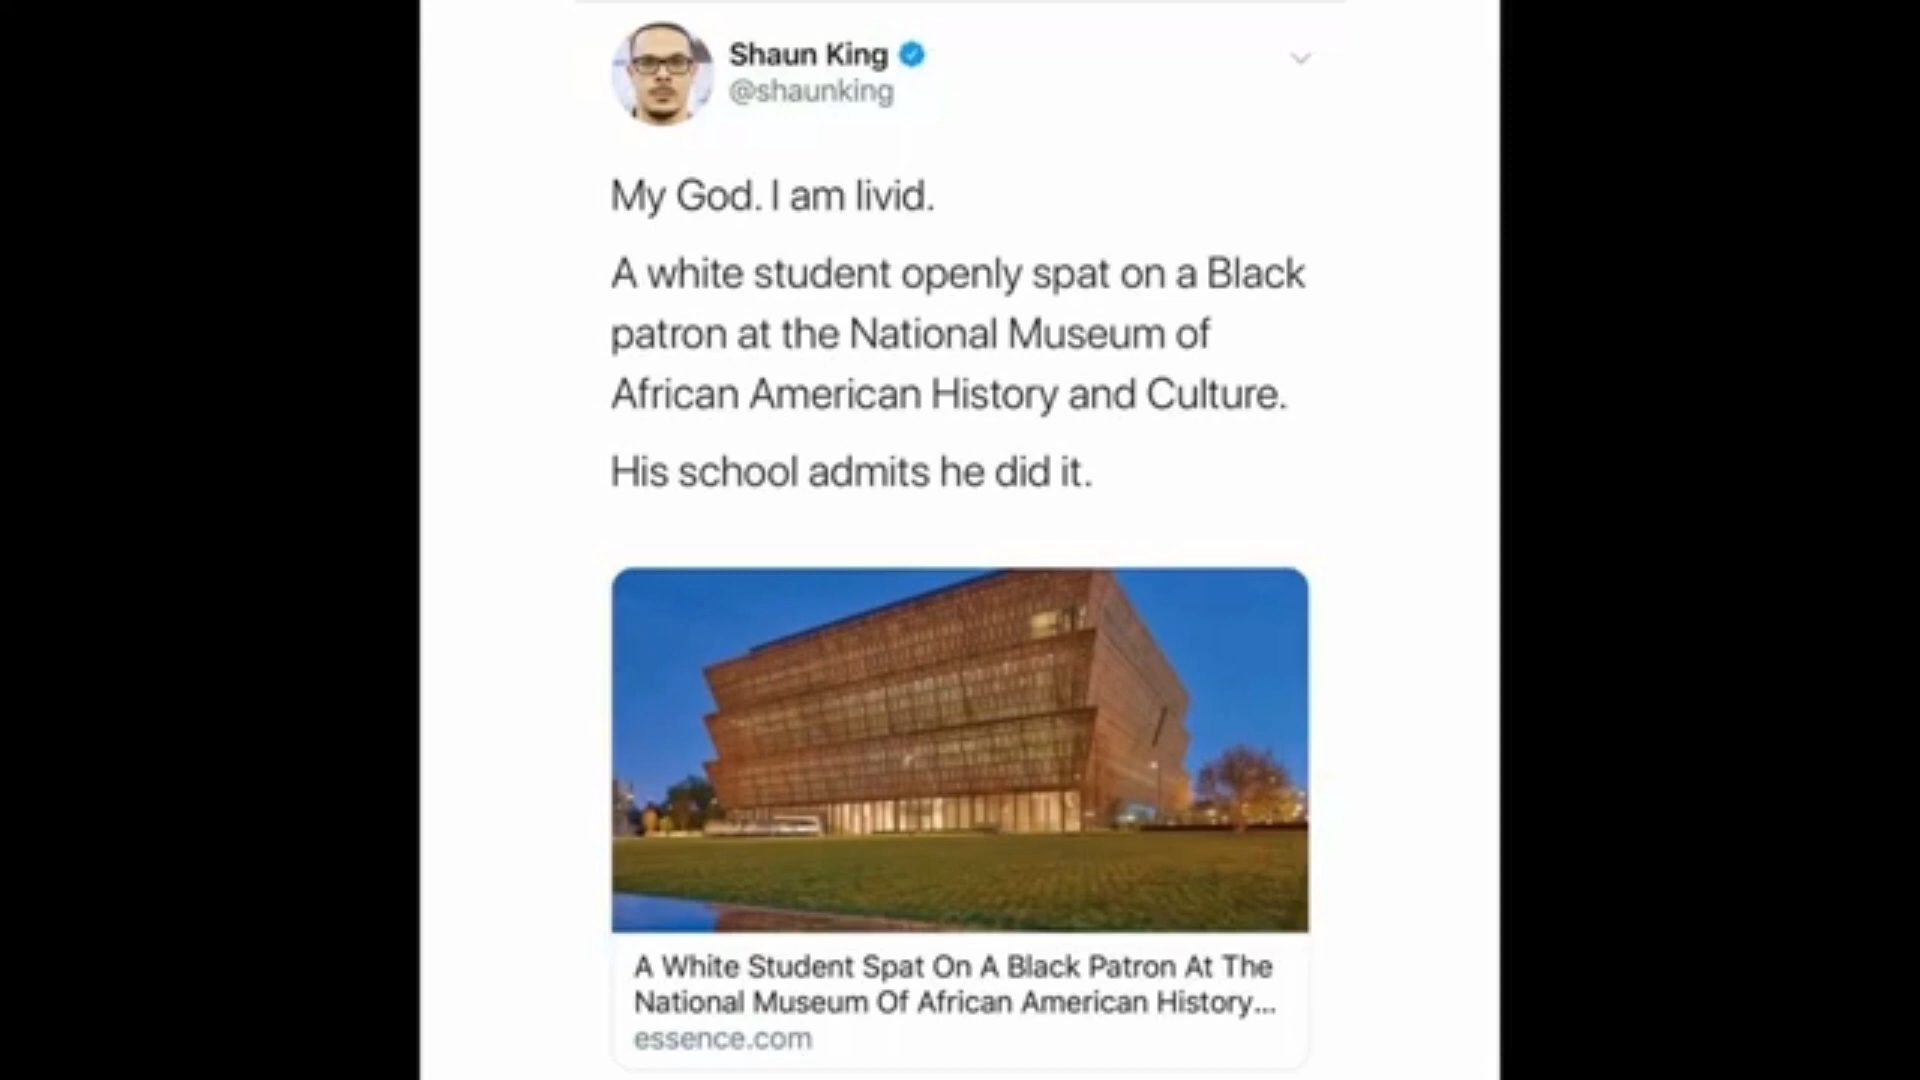 Shaun King
@shaunking
My God. I am livid.
A white student openly spat on a Black
patron at the National Museum of
African American History and Culture.
His school admits he did it.
A White Student Spat On A Black Patron At The
National Museum Of African American History...
essence.com